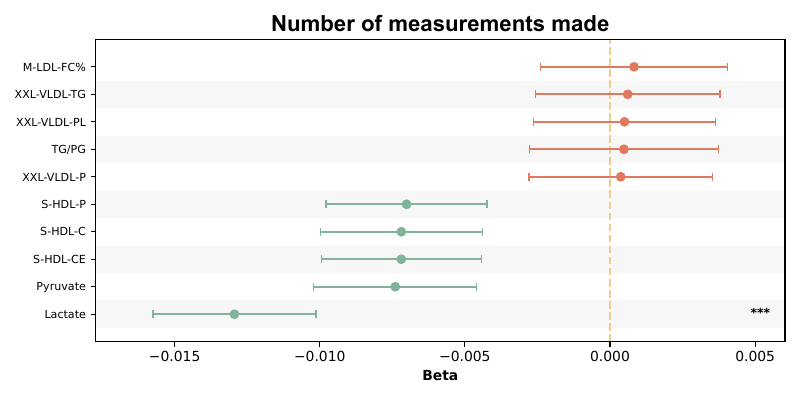 Number of measurements made
M-LDL-FC%
XXL-VLDL-TG
XXL-VLDL-PL
TG/PG
XXL-VLDL-P
S-HDL-P
S-HDL-C
S-HDL-CE
Pyruvate
Lactate ***
−0.015 −0.010 −0.005 0.000 0.005
Beta